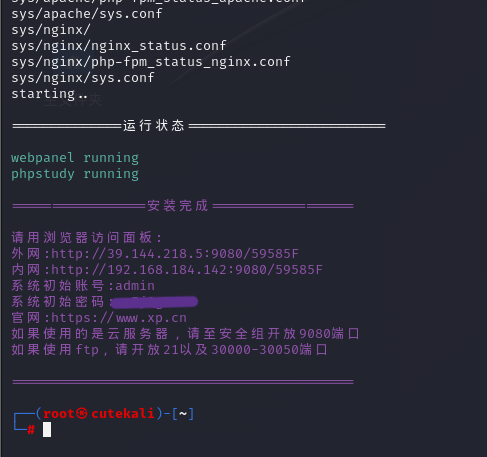 sys/apache/php-fpm_status_apache.conf
sys/apache/sys.conf
sys/nginx/
sys/nginx/nginx_status.conf
sys/nginx/php-fpm_status_nginx.conf
sys/nginx/sys.conf
starting..
==============运行状态=========================
webpanel running
phpstudy running
=================安装完成==================
请用浏览器访问面板:
外网:http://39.144.218.5:9080/59585F
内网:http://192.168.184.142:9080/59585F
系统初始账号:admin
系统初始密码:
官网:https://www.xp.cn
如果使用的是云服务器，请至安全组开放9080端口
如果使用ftp，请开放21以及30000-30050端口
===========================================
┌──(root㉿cutekali)-[~]
└─#